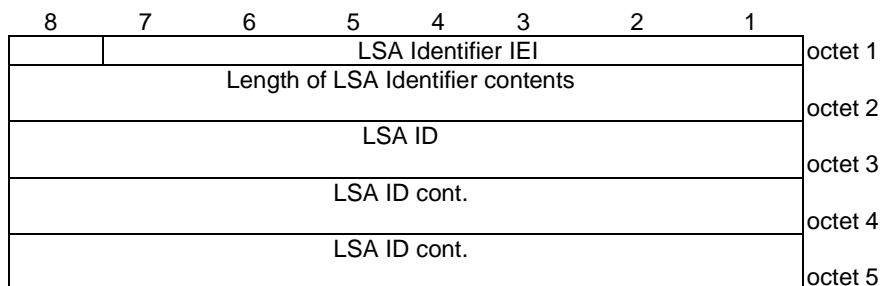 8 7 6 5 4 3 2 1
LSA Identifier IEI octet 1
Length of LSA Identifier contents
octet 2
LSA ID
octet 3
LSA ID cont.
octet 4
LSA ID cont.
octet 5